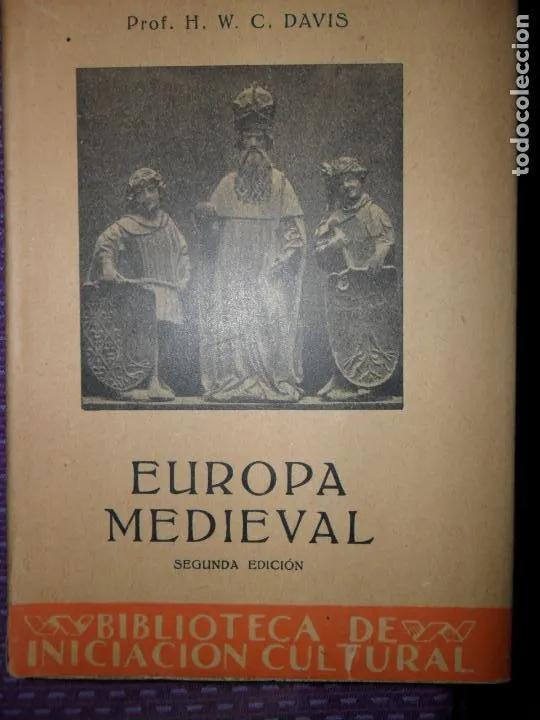 Prof. H. W. C. DAVIS
EUROPA
MEDIEVAL
SEGUNDA EDICIÓN
BIBLIOTECA DE
INICIACION CULTURAL
todocoleccion